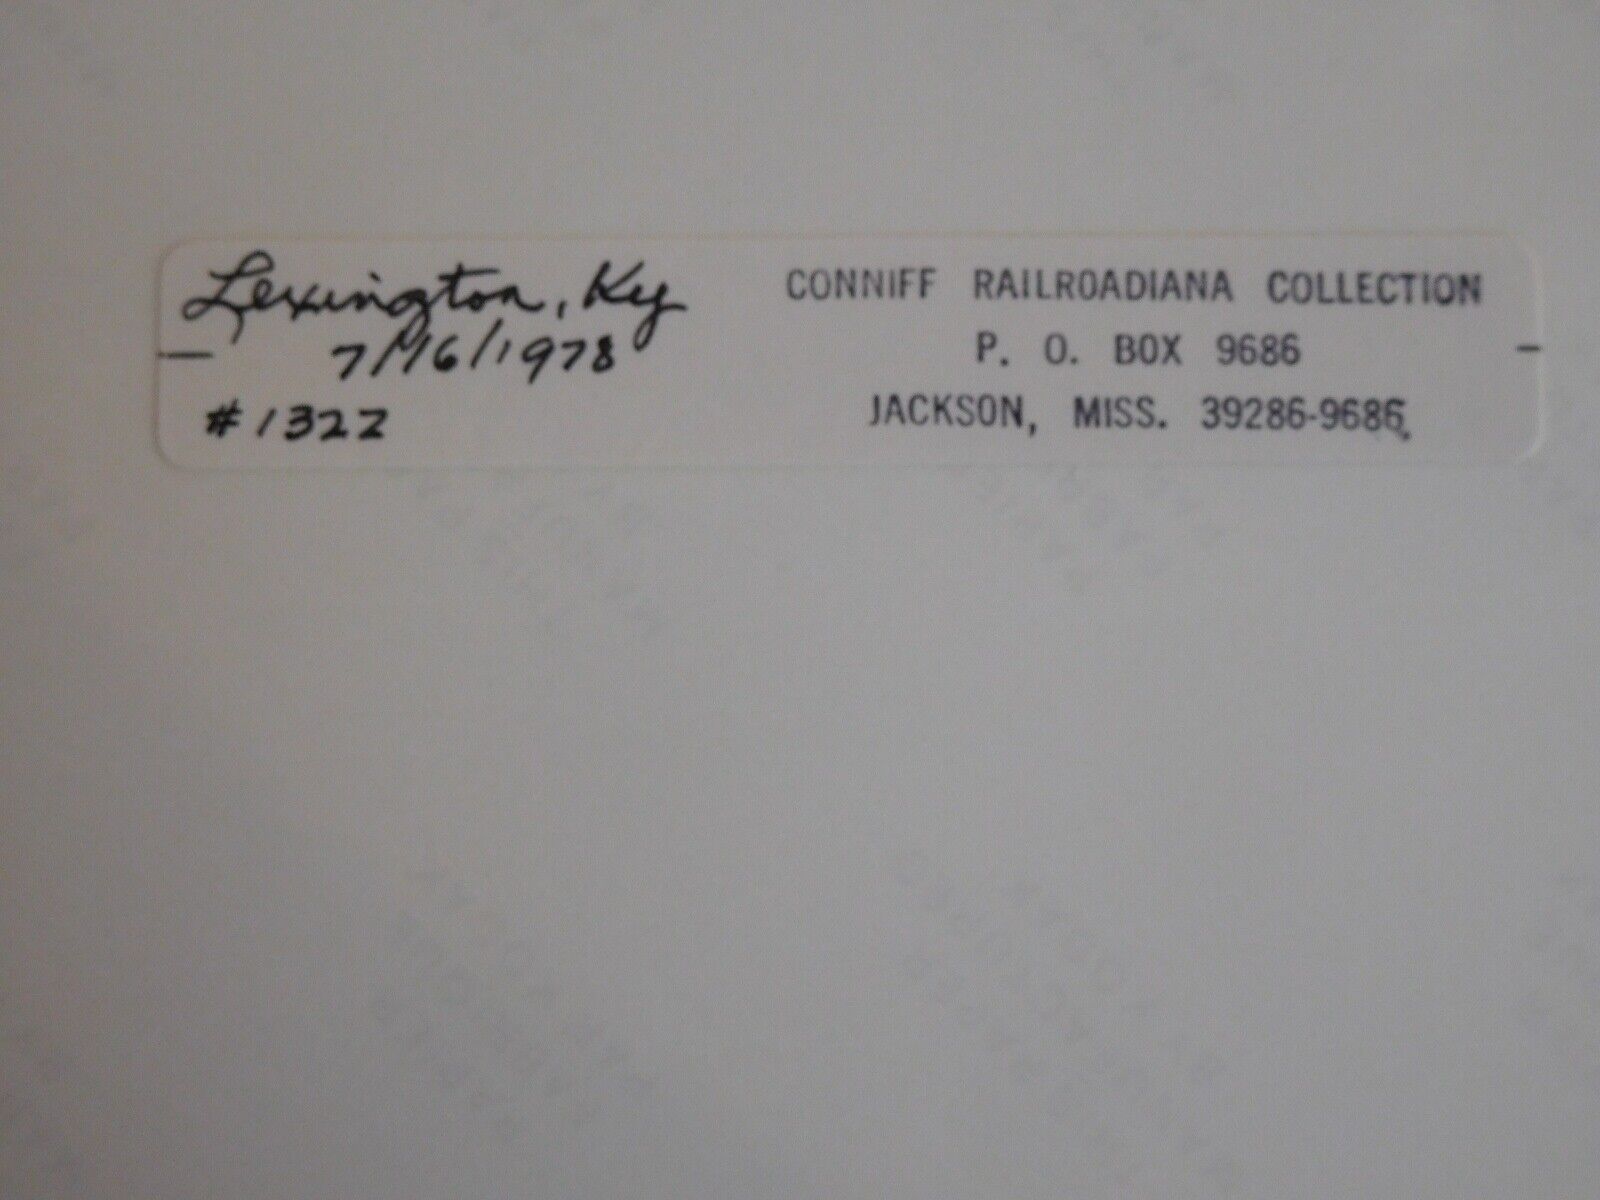 Lexington, Ky
7/16/1978
#1322
CONNIFF RAILROADIANA COLLECTION
P. O. BOX 9686
JACKSON, MISS. 39286-9686